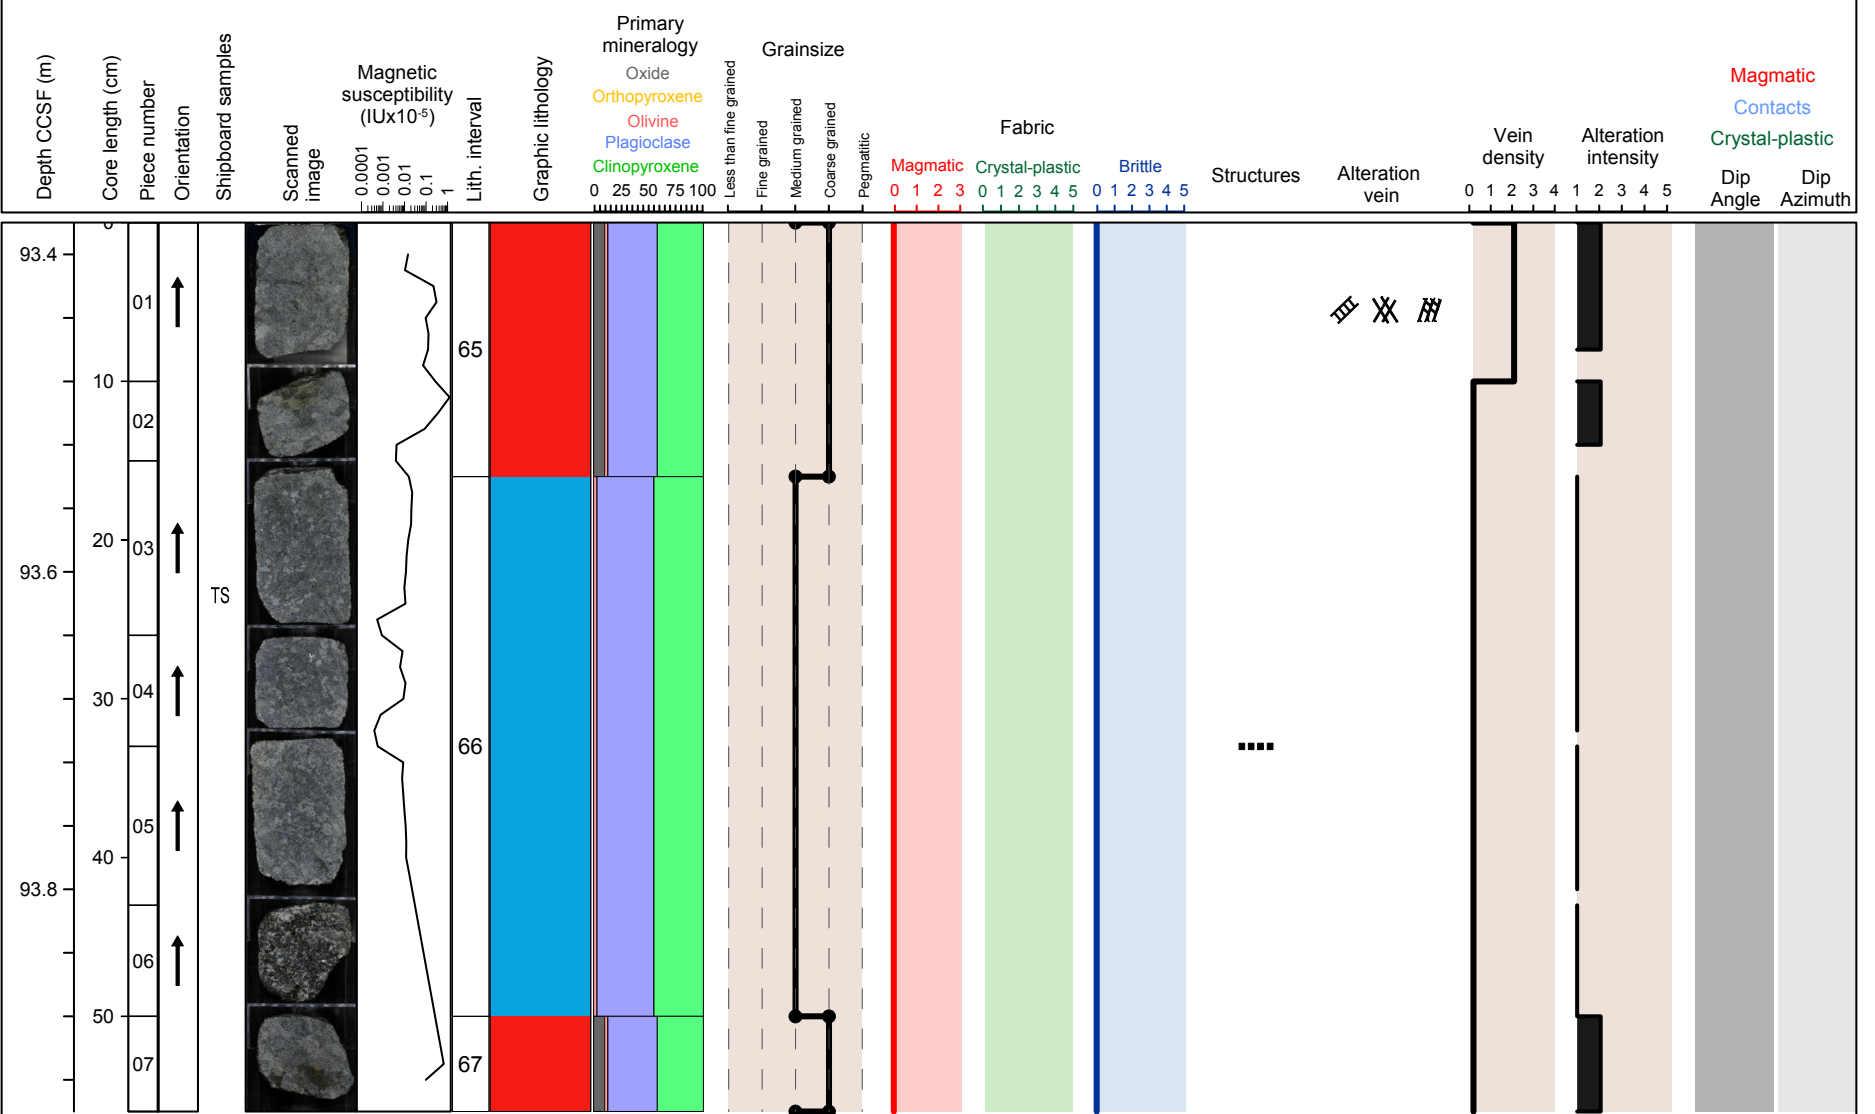 Depth CCSF (m)
Core length (cm)
Piece number
Orientation
Shipboard samples
Scanned
image
Magnetic
susceptibility
(IUx10-5)
0.0001
0.001
0.01
0.1
1
Lith. interval
Graphic lithology
Primary
mineralogy
Oxide
Orthopyroxene
Olivine
Plagioclase
Clinopyroxene
0 25 50 75 100
Grainsize
Less than fine grained
Fine grained
Medium grained
Coarse grained
Pegmatitic
Fabric
Magmatic
0 1 2 3
Crystal-plastic
0 1 2 3 4 5
Brittle
0 1 2 3 4 5
Structures
Alteration
vein
Vein
density
0 1 2 3 4
Alteration
intensity
1 2 3 4 5
Magmatic
Contacts
Crystal-plastic
Dip
Angle
Dip
Azimuth
0
93.4
01
65
10
02
20
03
93.6
TS
30
04
66
05
40
93.8
06
50
07
67